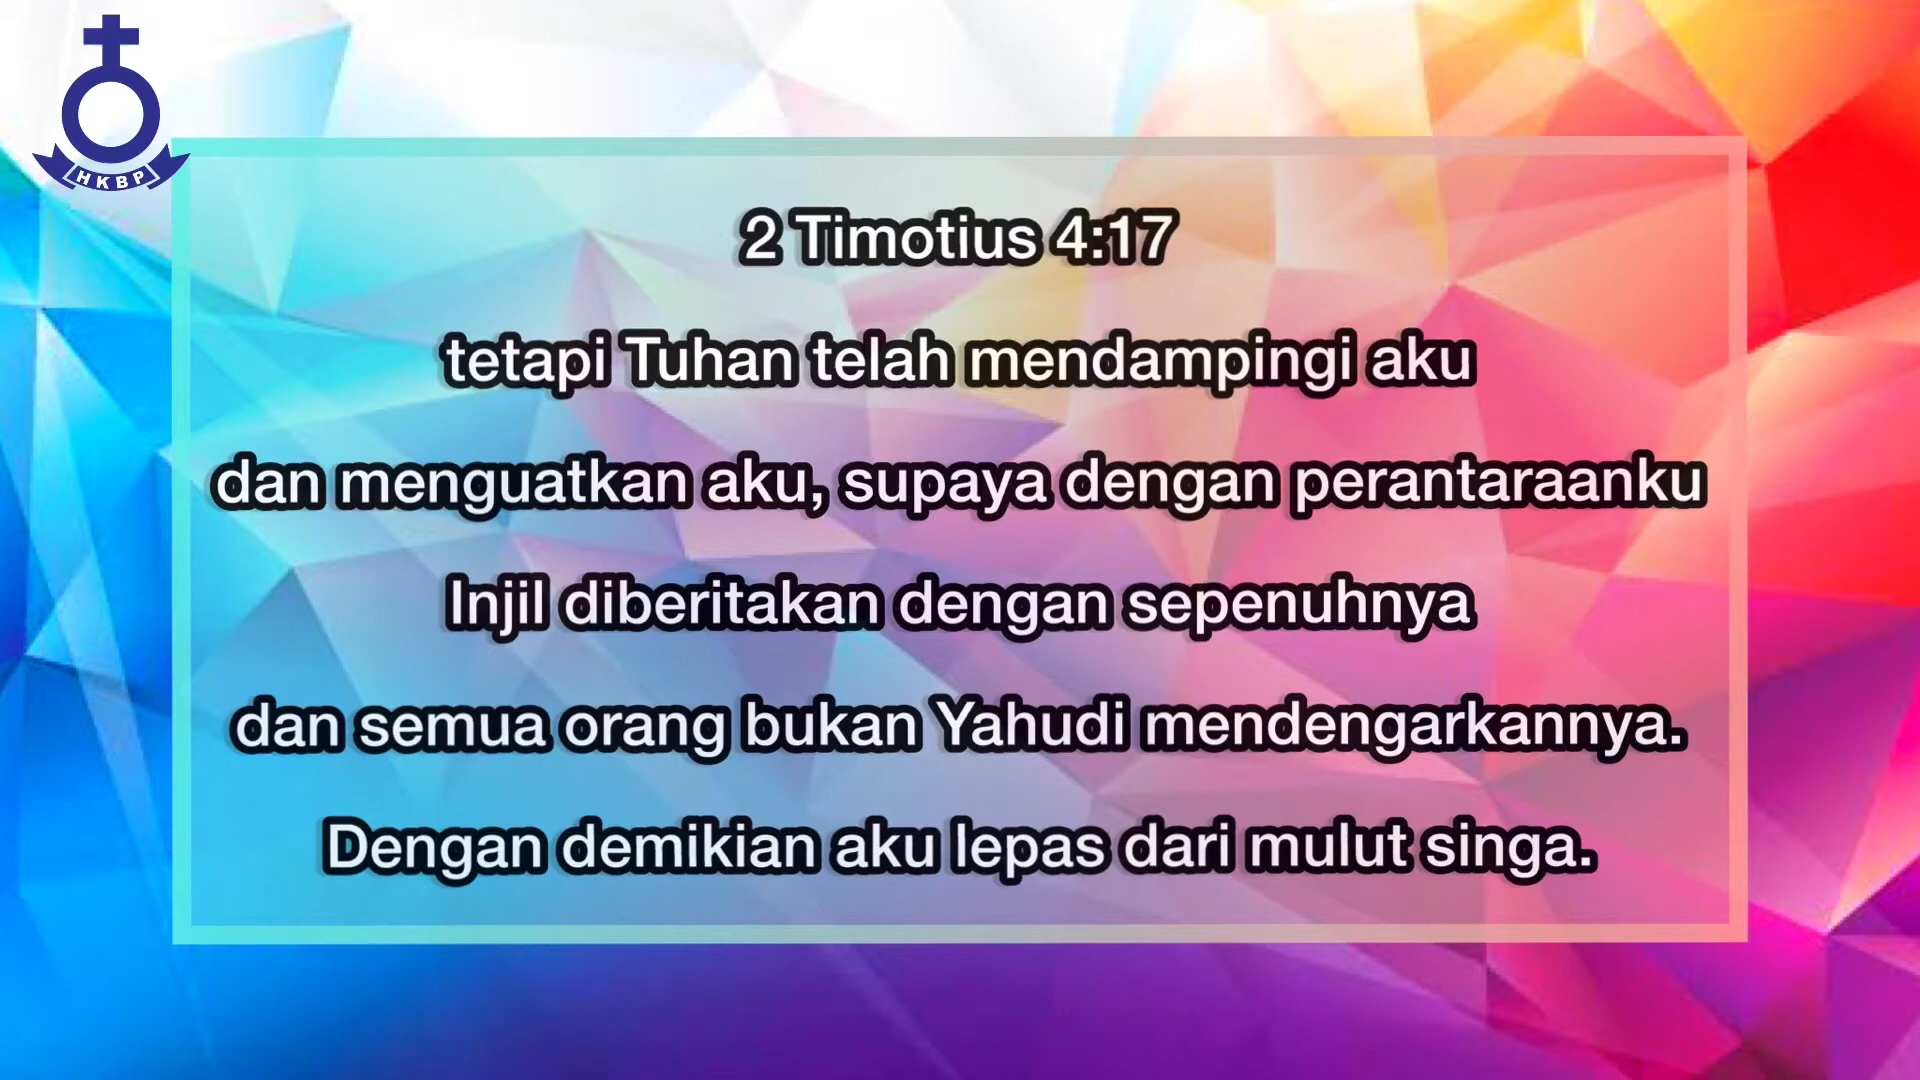 HKBP
2 Timotius 4:17
tetapi Tuhan telah mendampingi aku
dan menguatkan aku, supaya dengan perantaraanku
Injil diberitakan dengan sepenuhnya
dan semua orang bukan Yahudi mendengarkannya.
Dengan demikian aku lepas dari mulut singa.